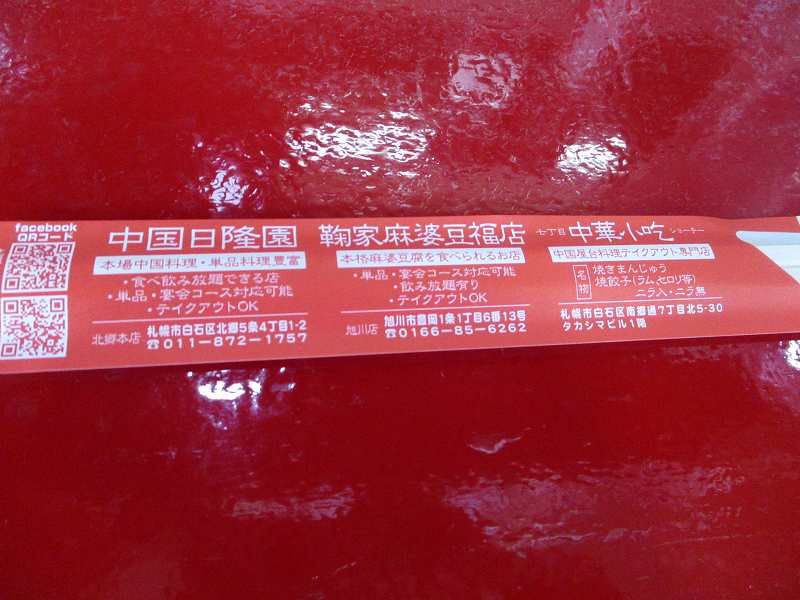 facebook
QRコード
中国日隆園
本場中国料理・単品料理豊富
・食べ飲み放題できる店
・単品・宴会コース対応可能
・テイクアウトOK
北郷本店
札幌市白石区北郷5条4丁目1-2
☎011-872-1757
鞠家麻婆豆福店
本格麻婆豆腐を食べられるお店
・単品・宴会コース対応可能
・飲み放題有り
・テイクアウトOK
旭川店
旭川市豊岡1条1丁目6番13号
☎0166-85-6262
七丁目 中華小吃 シャオチー
中国屋台料理テイクアウト専門店
名物
焼きまんじゅう
焼餃子(ラム,セロリ等)
ニラ入・ニラ無
札幌市白石区南郷通7丁目北5-30
タカシマビル1階